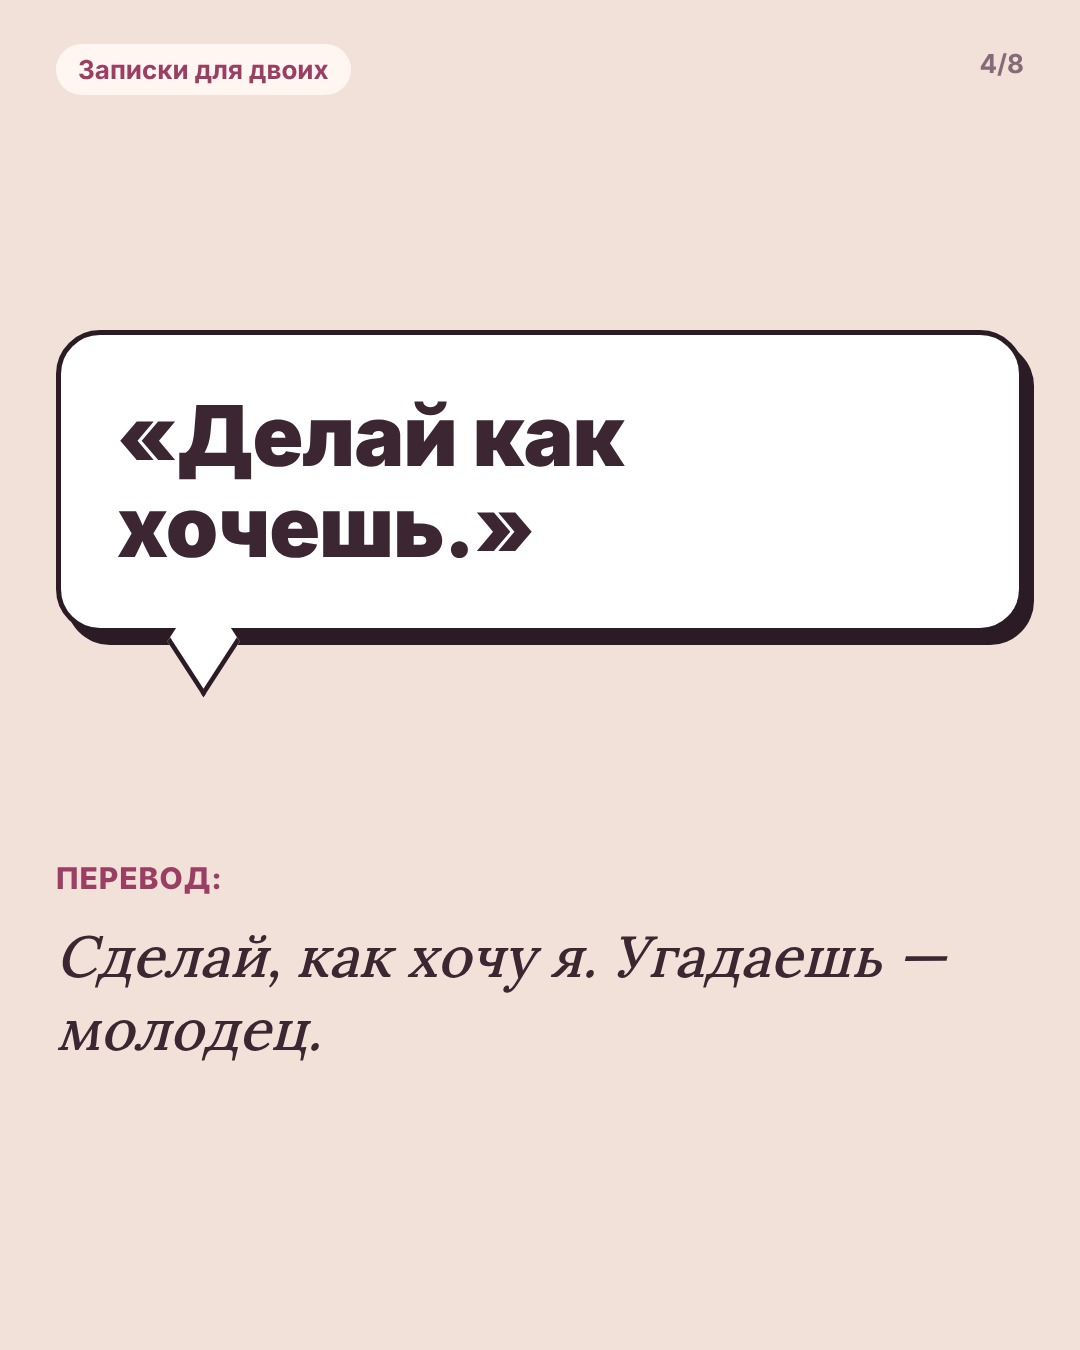 Записки для двоих
4/8
«Делай как
хочешь.»
ПЕРЕВОД:
Сделай, как хочу я. Угадаешь —
молодец.